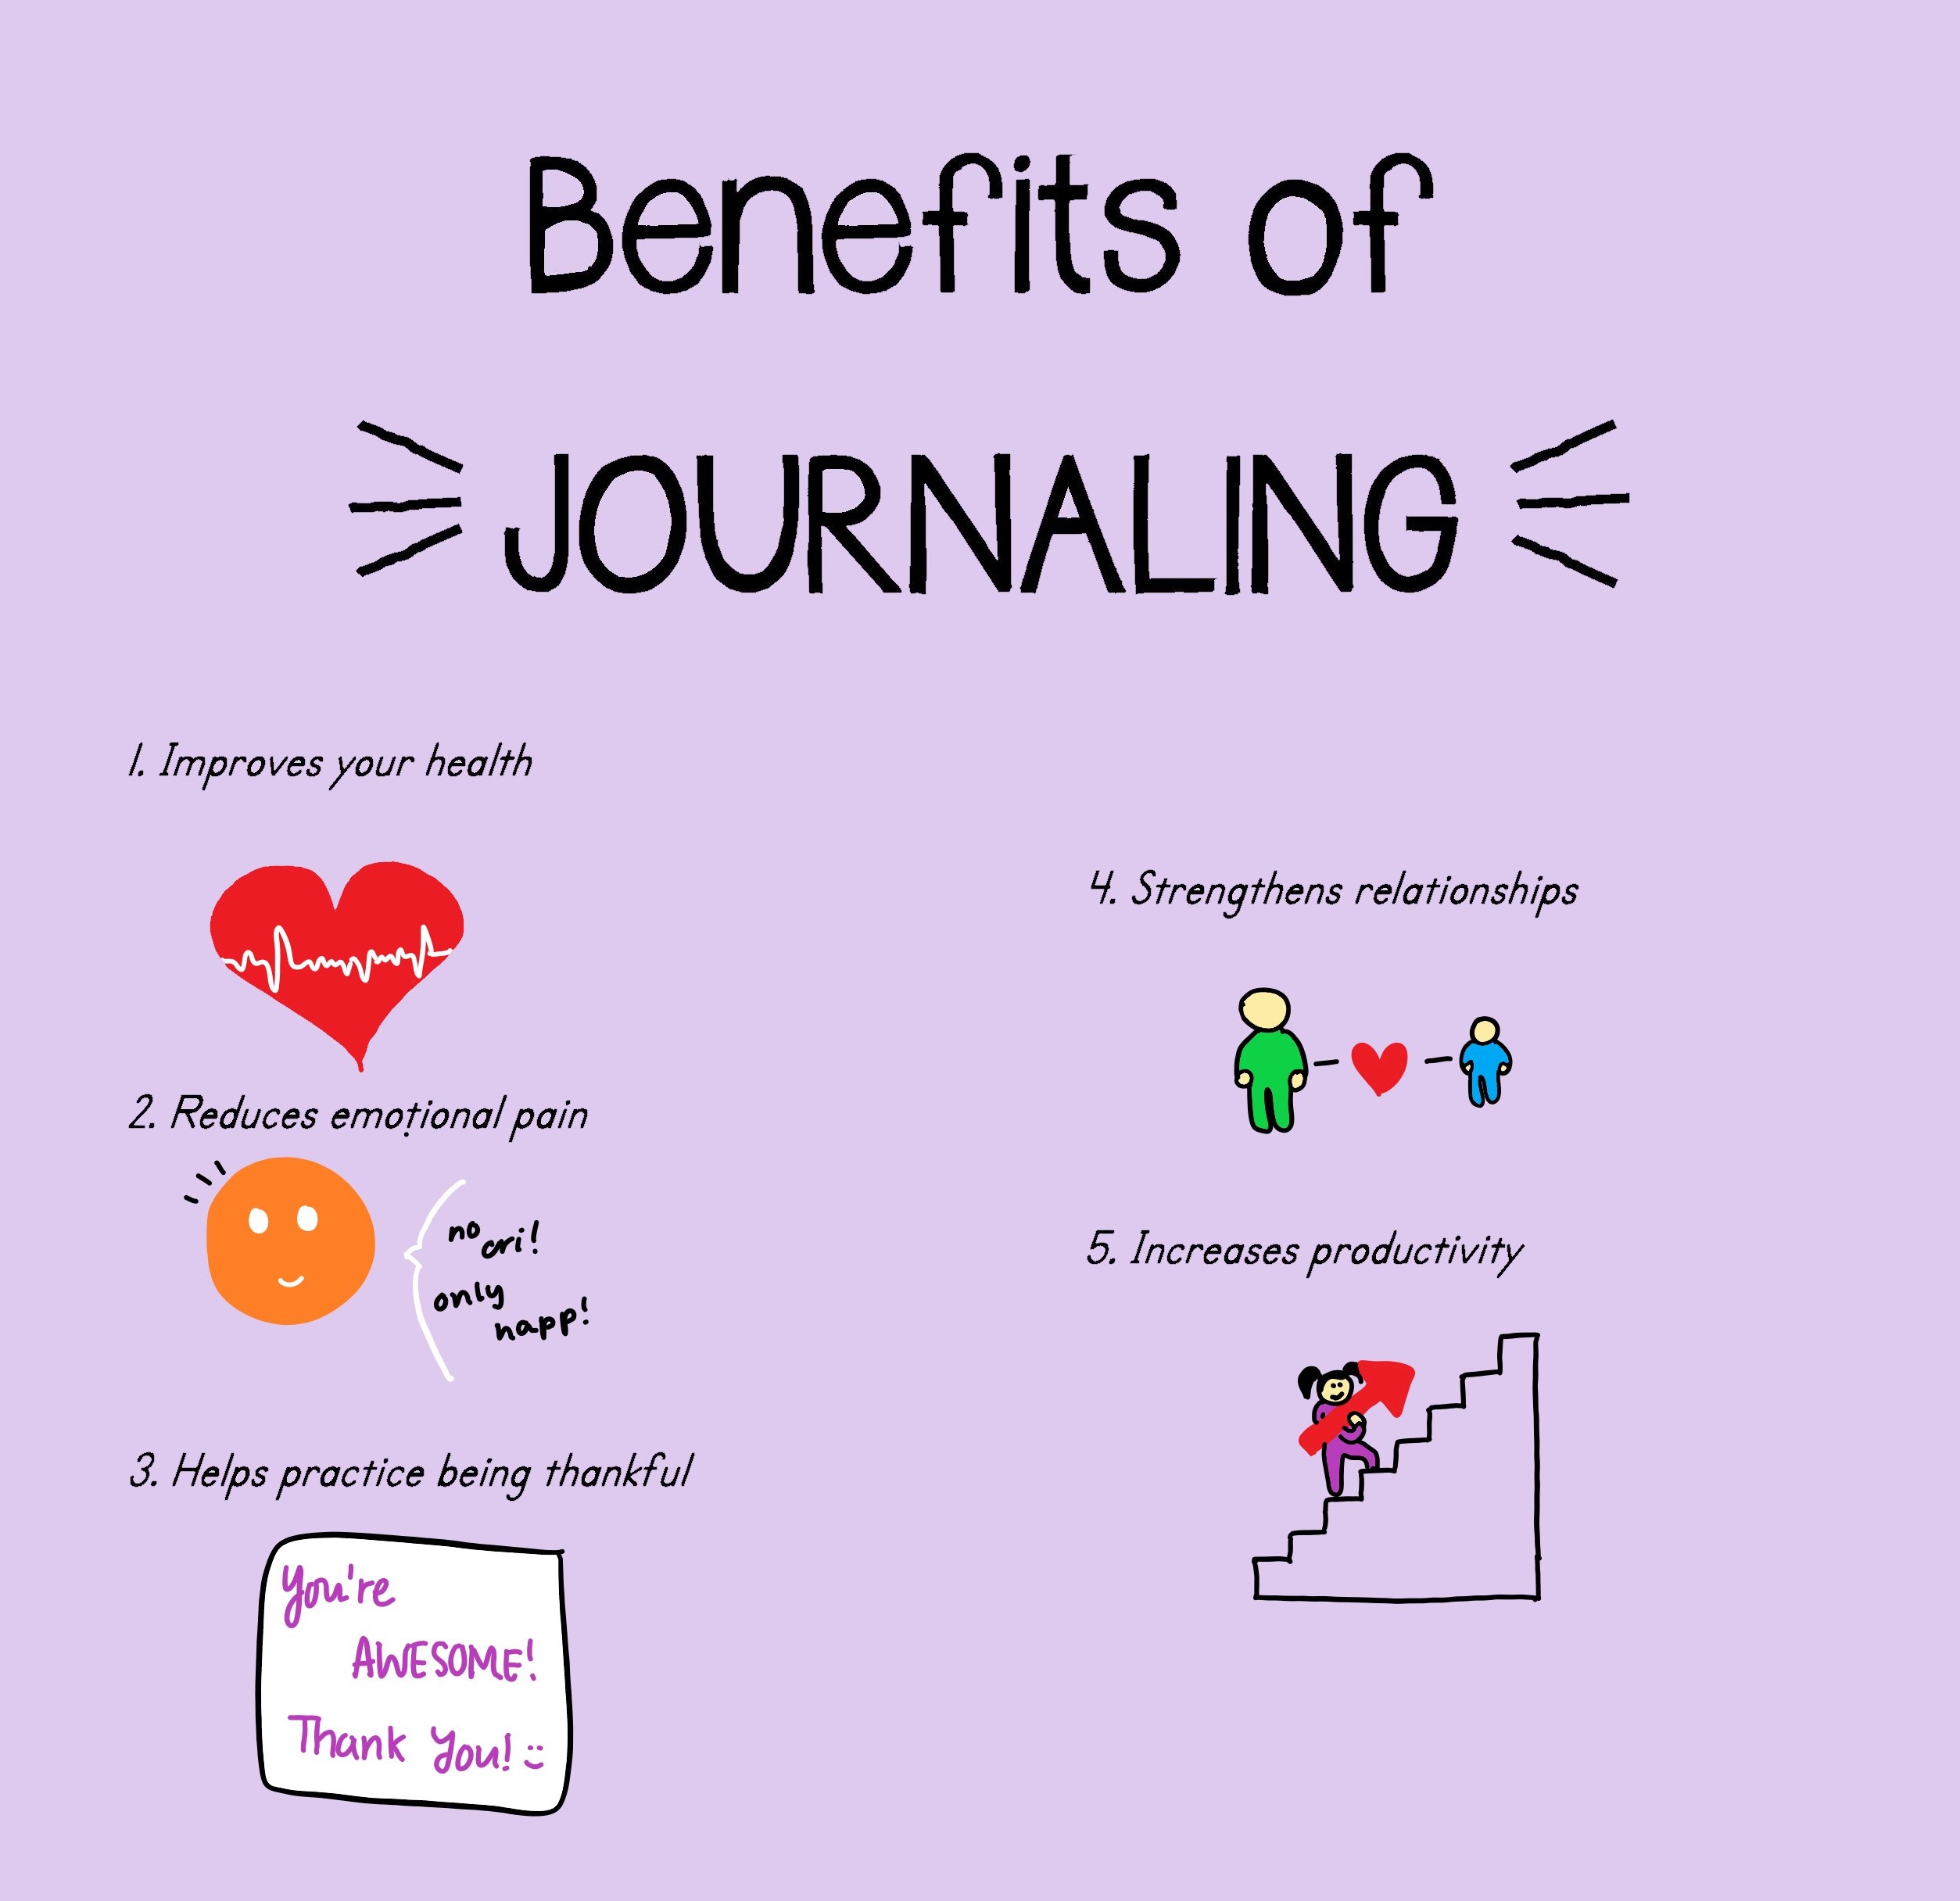 Benefits of
JOURNALING
1. Improves your health
2. Reduces emotional pain
no cri!
only
happ!
3. Helps practice being thankful
You're
AWESOME!
Thank You! :)
4. Strengthens relationships
5. Increases productivity